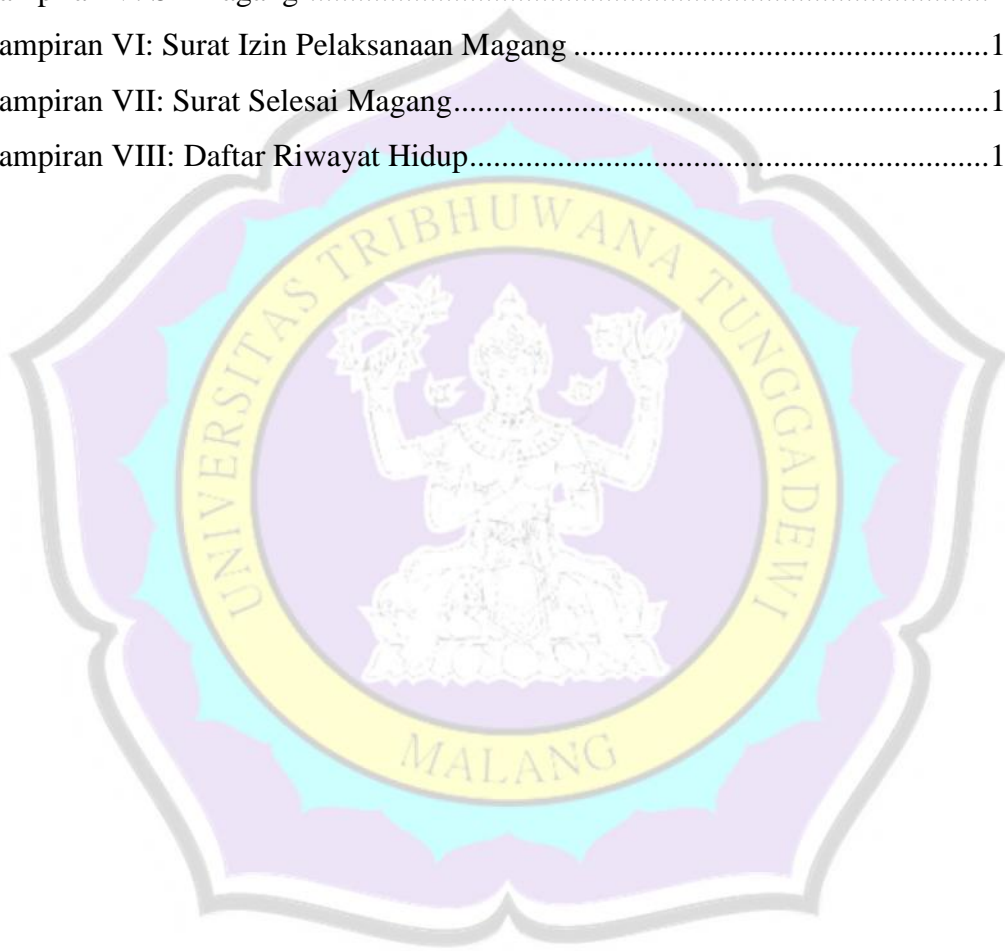 ampiran VI: Surat Izin Pelaksanaan Magang.....................................................1
ampiran VII: Surat Selesai Magang....................................................................1
ampiran VIII: Daftar Riwayat Hidup..................................................................1
UNIVERSITAS TRIBHUWANA TUNGGADEWI
MALANG